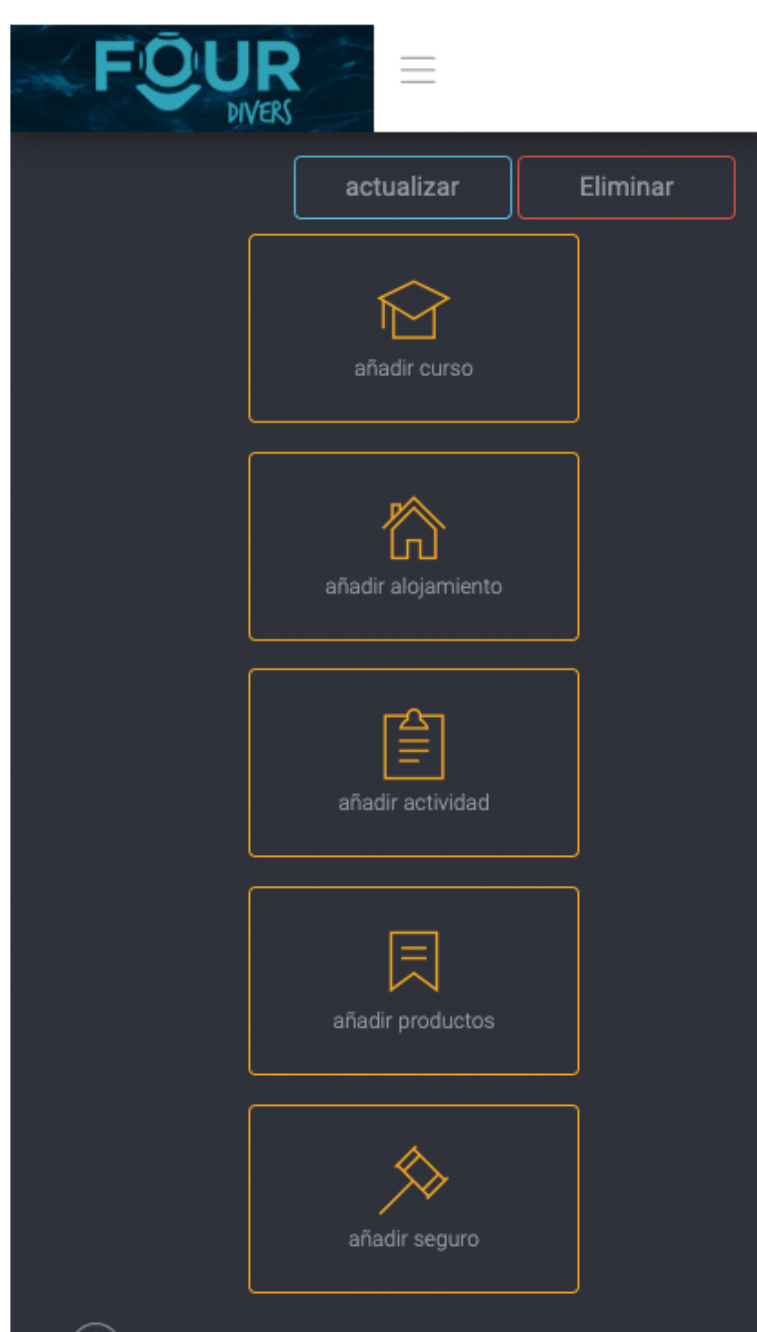 FOUR
DIVERS
actualizar
Eliminar
añadir curso
añadir alojamiento
añadir actividad
añadir productos
añadir seguro